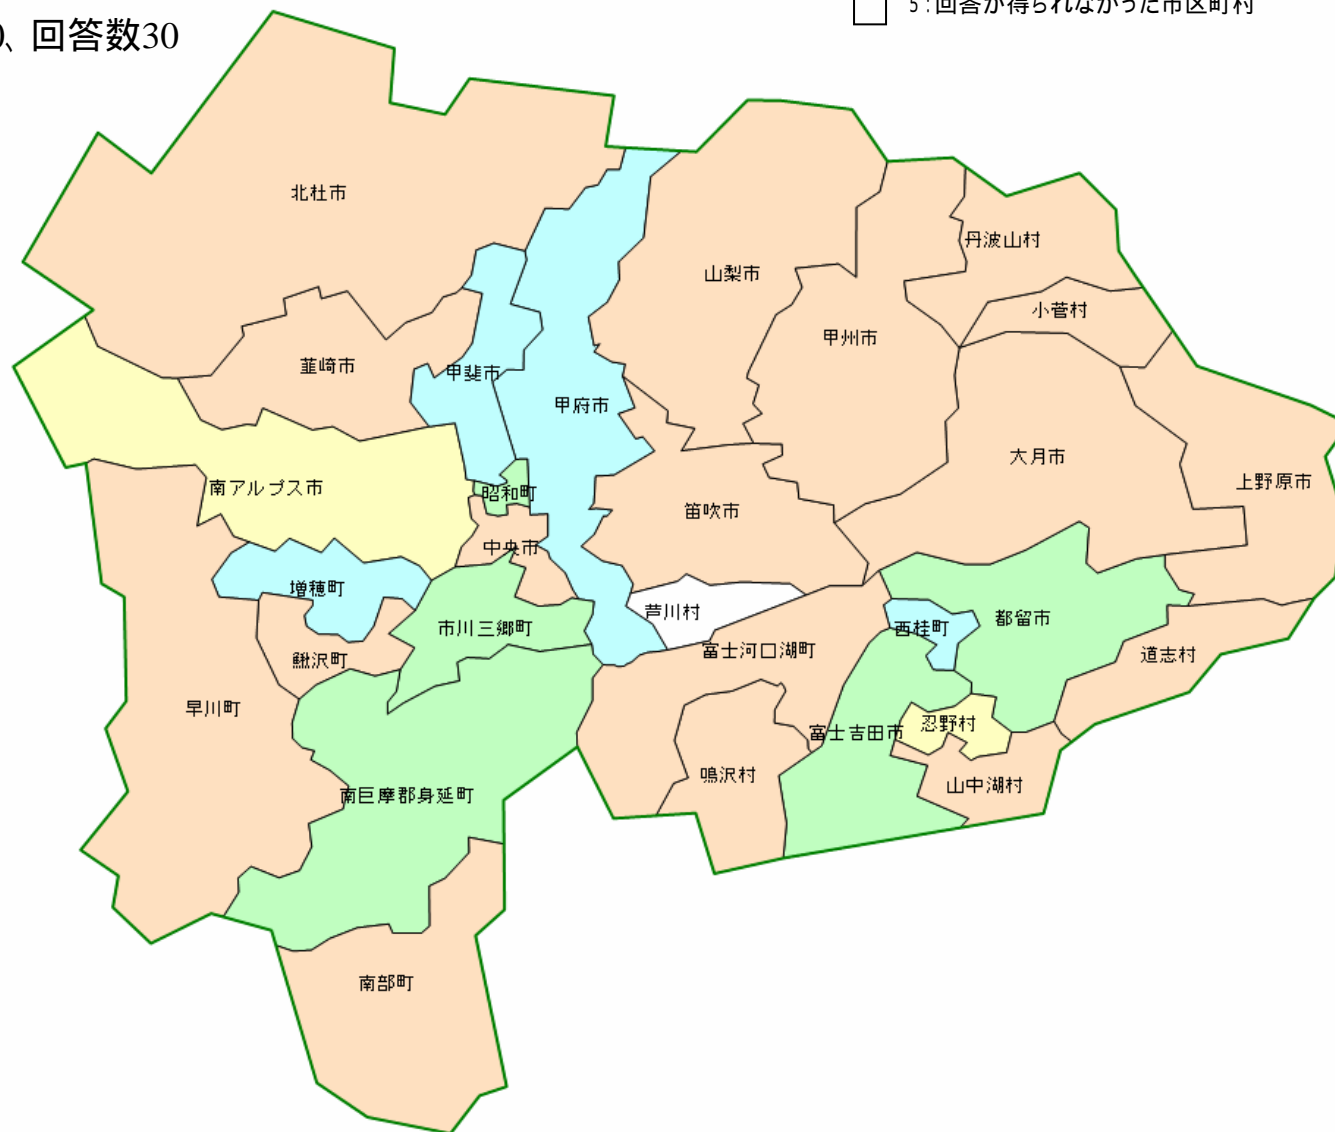 5:回答が得られなかった市区町村
、回答数30
北杜市
丹波山村
山梨市
小菅村
甲州市
韮崎市
甲斐市
甲府市
大月市
上野原市
南アルプス市
昭和町
笛吹市
中央市
増穂町
芦川村
都留市
市川三郷町
西桂町
富士河口湖町
道志村
鰍沢町
早川町
忍野村
富士吉田市
鳴沢村
山中湖村
南巨摩郡身延町
南部町